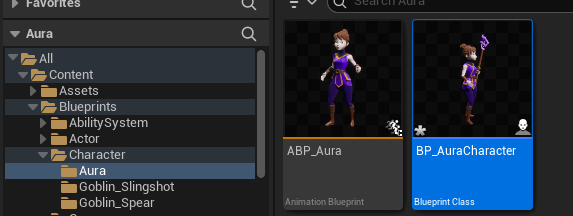 Favorites
Search Aura
Aura
All
Content
Assets
Blueprints
AbilitySystem
Actor
Character
Aura
Goblin_Slingshot
Goblin_Spear
ABP_Aura
Animation Blueprint
BP_AuraCharacter
Blueprint Class